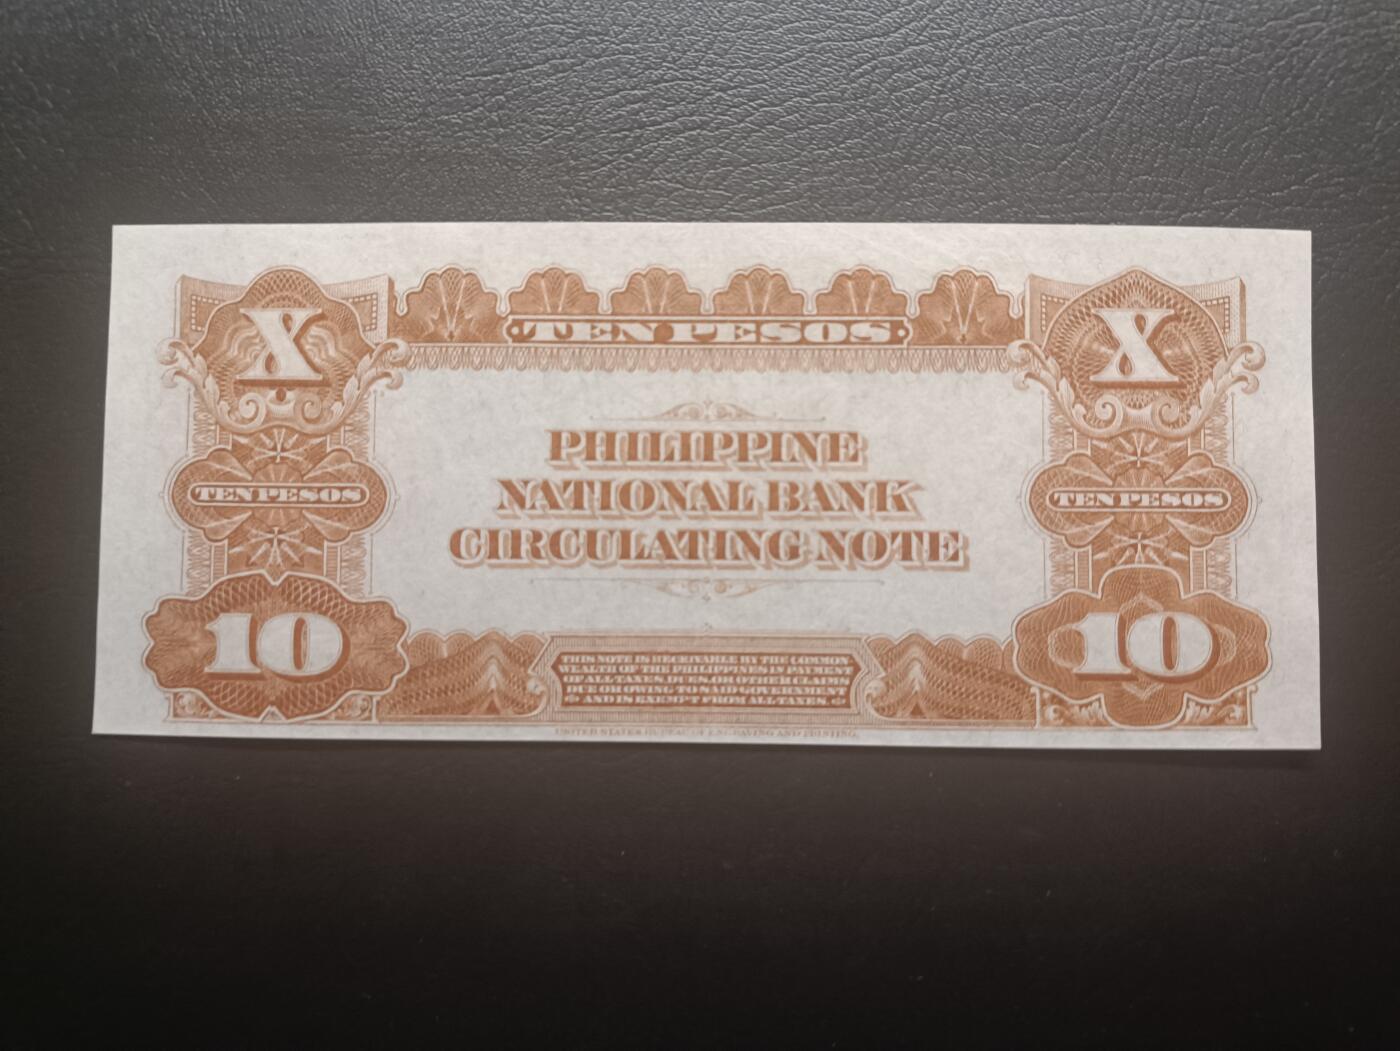 X
TEN PESOS
X
PHILIPPINE
NATIONAL BANK
CIRCULATING NOTE
TEN PESOS
TEN PESOS
10
THIS NOTE IS RECEIVABLE BY THE COMMON-
WEALTH OF THE PHILIPPINES IN PAYMENT
OF ALL TAXES, DUES, OR OTHER CLAIMS
DUE OR OWING TO SAID GOVERNMENT
AND IS EXEMPT FROM ALL TAXES.
10
UNITED STATES BUREAU OF ENGRAVING AND PRINTING.